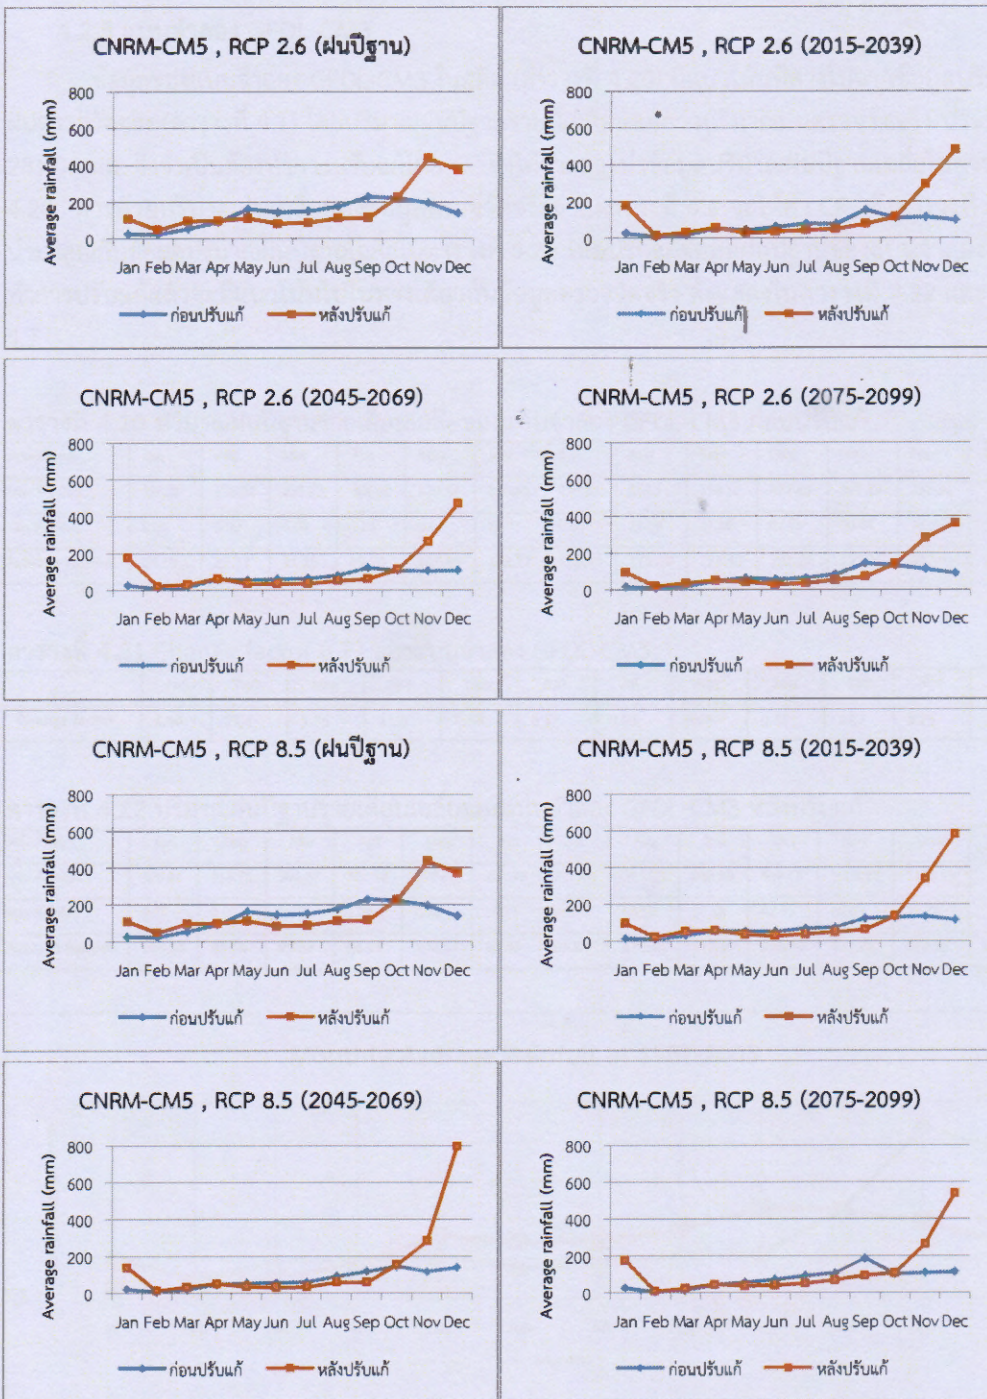 CNRM-CM5 , RCP 2.6 (ฝนปีฐาน)
Average rainfall (mm)
800
600
400
200
0
Jan Feb Mar Apr May Jun Jul Aug Sep Oct Nov Dec
ก่อนปรับแก้ หลังปรับแก้
CNRM-CM5 , RCP 2.6 (2015-2039)
Average rainfall (mm)
800
600
400
200
0
Jan Feb Mar Apr May Jun Jul Aug Sep Oct Nov Dec
ก่อนปรับแก้ หลังปรับแก้
CNRM-CM5 , RCP 2.6 (2045-2069)
Average rainfall (mm)
800
600
400
200
0
Jan Feb Mar Apr May Jun Jul Aug Sep Oct Nov Dec
ก่อนปรับแก้ หลังปรับแก้
CNRM-CM5 , RCP 2.6 (2075-2099)
Average rainfall (mm)
800
600
400
200
0
Jan Feb Mar Apr May Jun Jul Aug Sep Oct Nov Dec
ก่อนปรับแก้ หลังปรับแก้
CNRM-CM5 , RCP 8.5 (ฝนปีฐาน)
Average rainfall (mm)
800
600
400
200
0
Jan Feb Mar Apr May Jun Jul Aug Sep Oct Nov Dec
ก่อนปรับแก้ หลังปรับแก้
CNRM-CM5 , RCP 8.5 (2015-2039)
Average rainfall (mm)
800
600
400
200
0
Jan Feb Mar Apr May Jun Jul Aug Sep Oct Nov Dec
ก่อนปรับแก้ หลังปรับแก้
CNRM-CM5 , RCP 8.5 (2045-2069)
Average rainfall (mm)
800
600
400
200
0
Jan Feb Mar Apr May Jun Jul Aug Sep Oct Nov Dec
ก่อนปรับแก้ หลังปรับแก้
CNRM-CM5 , RCP 8.5 (2075-2099)
Average rainfall (mm)
800
600
400
200
0
Jan Feb Mar Apr May Jun Jul Aug Sep Oct Nov Dec
ก่อนปรับแก้ หลังปรับแก้